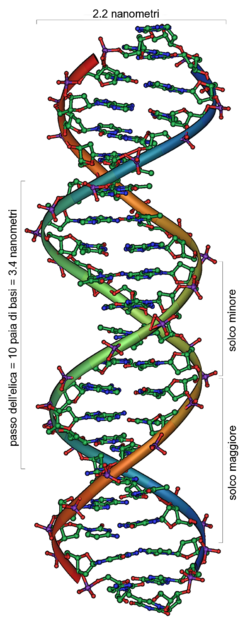 2.2 nanometri
passo dell'elica = 10 paia di basi = 3.4 nanometri
solco minore
solco maggiore